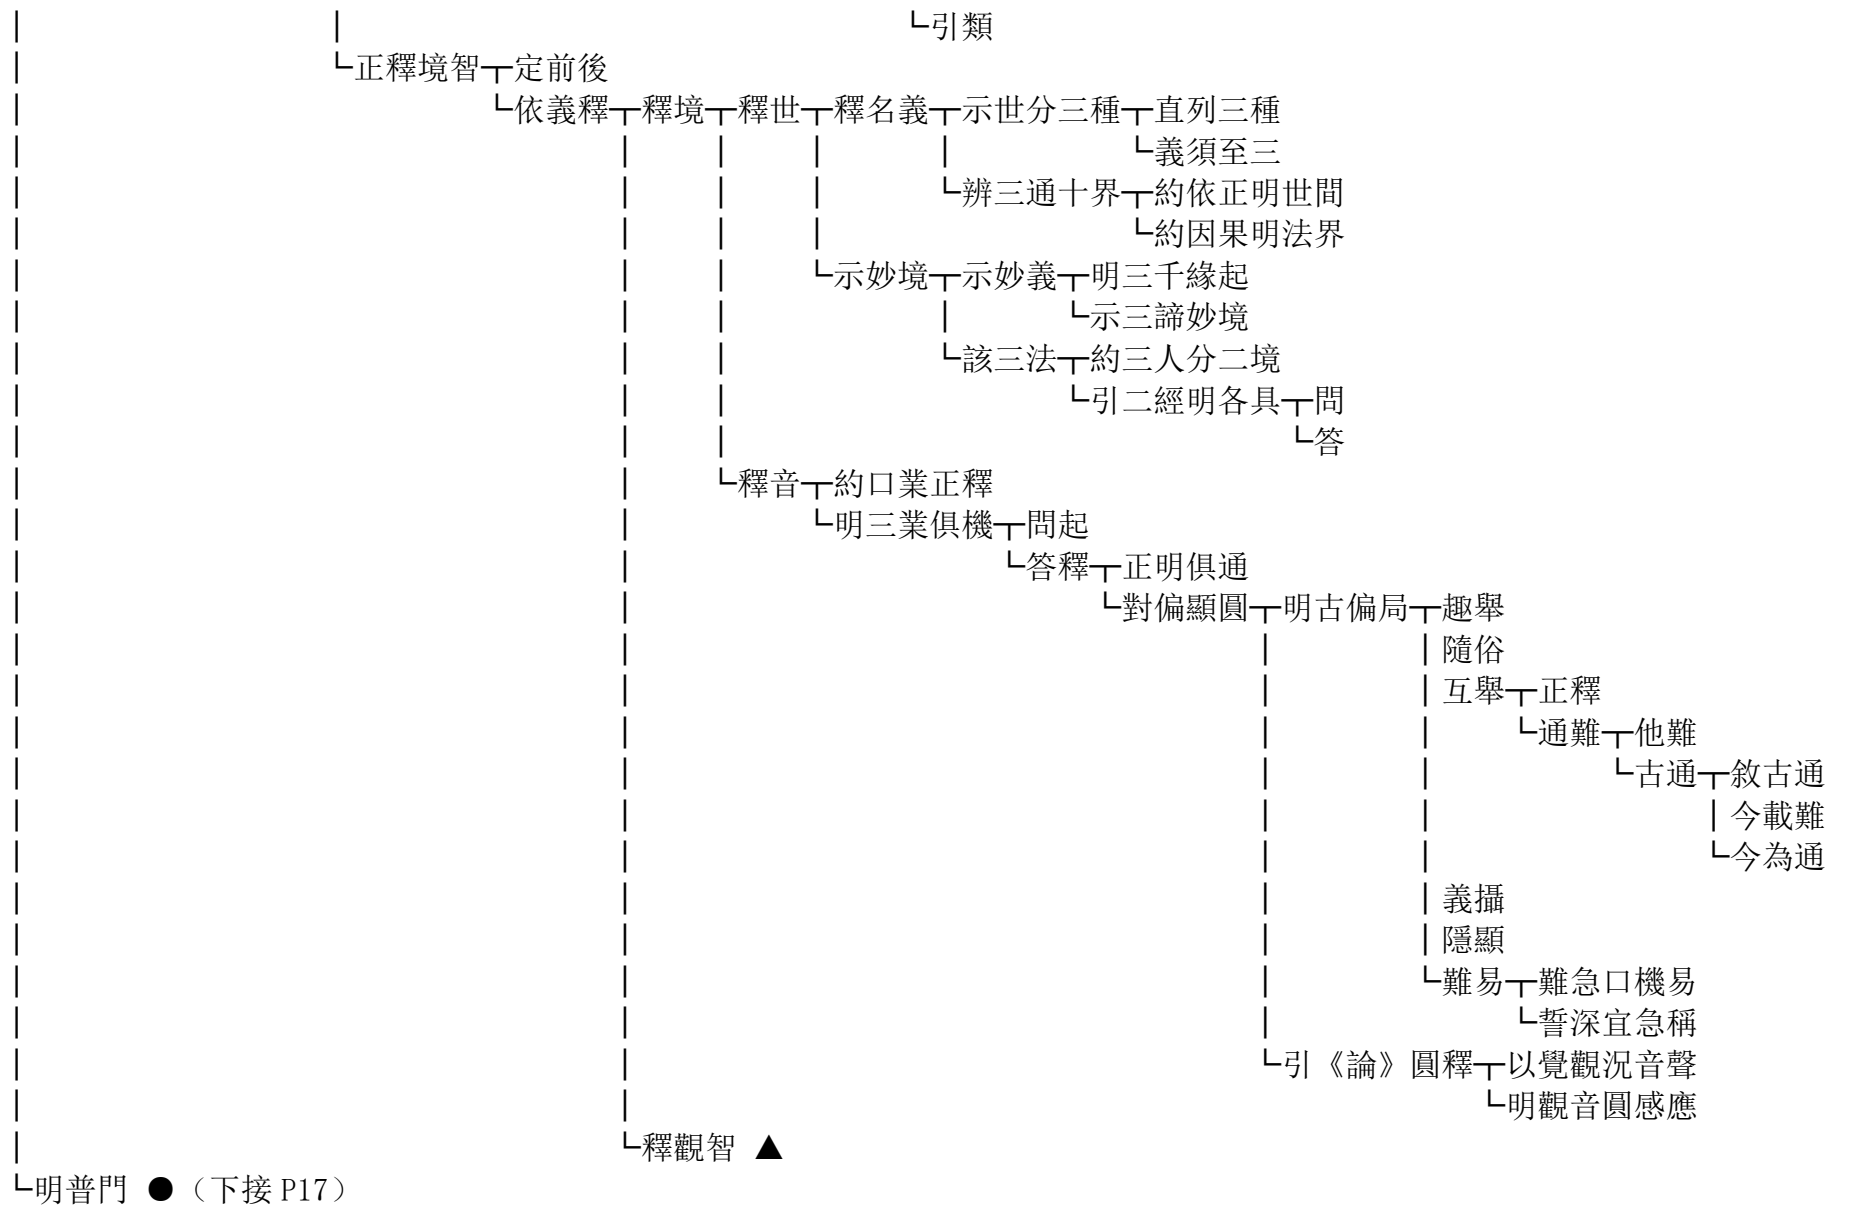 └引類
└正釋境智┬定前後
└依義釋┬釋境┬釋世┬釋名義┬示世分三種┬直列三種
└義須至三
└辨三通十界┬約依正明世間
└約因果明法界
└示妙境┬示妙義┬明三千緣起
└示三諦妙境
└該三法┬約三人分二境
└引二經明各具┬問
└答
└釋音┬約口業正釋
└明三業俱機┬問起
└答釋┬正明俱通
└對偏顯圓┬明古偏局┬趣舉
隨俗
互舉┬正釋
└通難┬他難
└古通┬敘古通
今載難
└今為通
義攝
隱顯
└難易┬難急口機易
└誓深宜急稱
└引《論》圓釋┬以覺觀況音聲
└明觀音圓感應
└釋觀智 ▲
└明普門 ●（下接 P17）